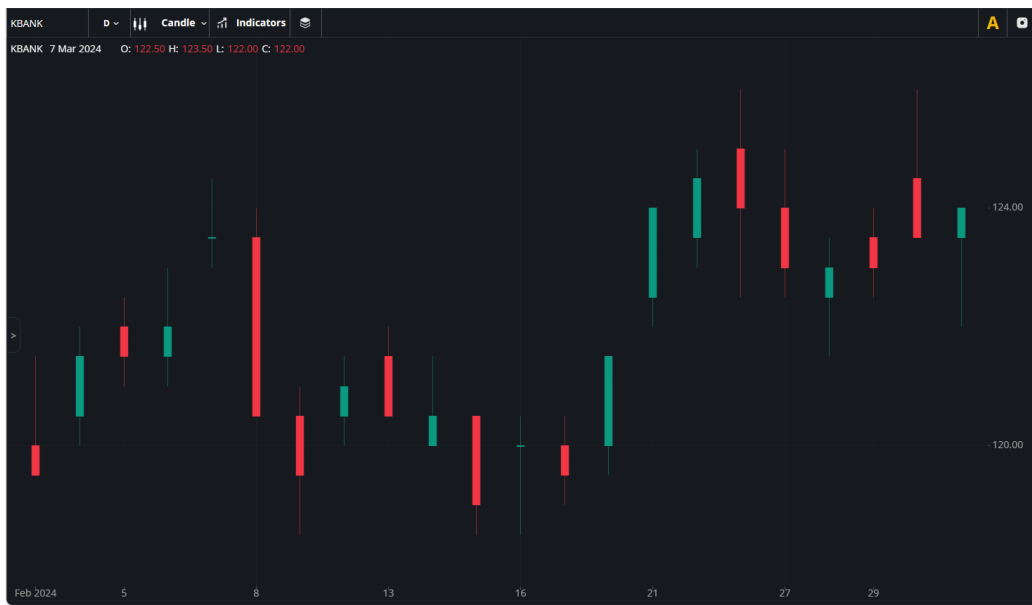 KBANK D Candle Indicators A
KBANK 7 Mar 2024 O: 122.50 H: 123.50 L: 122.00 C: 122.00
124.00
120.00
Feb 2024 5 8 13 16 21 27 29